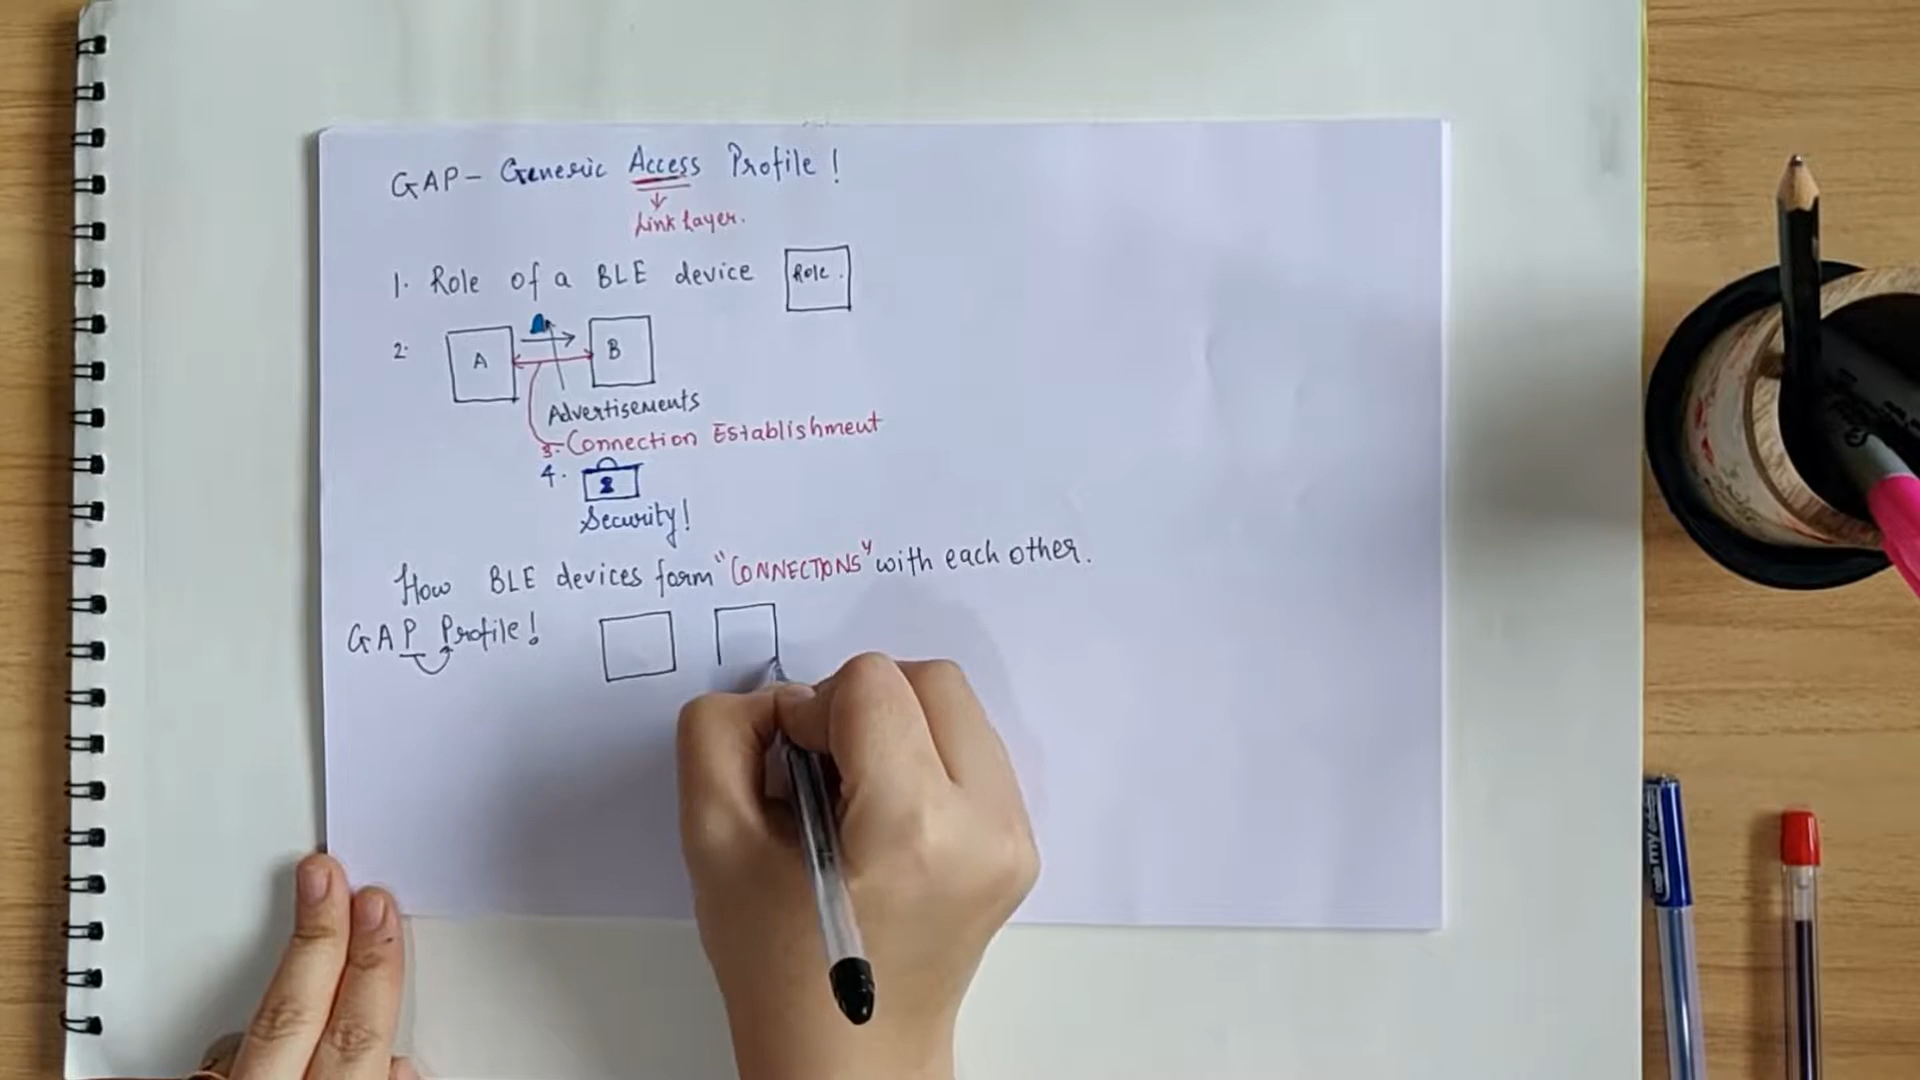 GAP - Generic Access Profile!
Link Layer.
1. Role of a BLE device
Role.
2.
A
B
Advertisements
3- Connection Establishment
4.
Security!
How BLE devices form "CONNECTIONS" with each other.
GAP Profile!